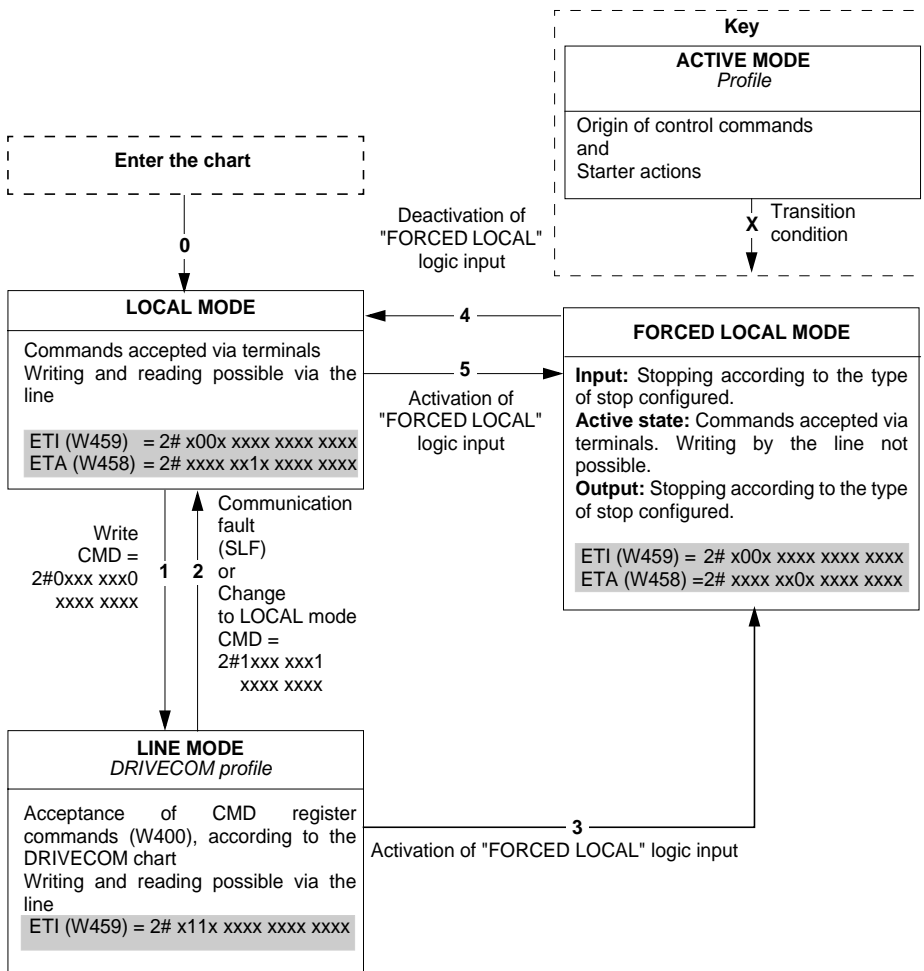 Key
ACTIVE MODE
Profile
Origin of control commands
and
Starter actions
X
Transition
condition
Enter the chart
0
Deactivation of
"FORCED LOCAL"
logic input
4
5
Activation of
"FORCED LOCAL"
logic input
LOCAL MODE
Commands accepted via terminals
Writing and reading possible via the
line
ETI (W459) = 2# x00x xxxx xxxx xxxx
ETA (W458) = 2# xxxx xx1x xxxx xxxx
FORCED LOCAL MODE
Input: Stopping according to the type
of stop configured.
Active state: Commands accepted via
terminals. Writing by the line not
possible.
Output: Stopping according to the type
of stop configured.
ETI (W459) = 2# x00x xxxx xxxx xxxx
ETA (W458) =2# xxxx xx0x xxxx xxxx
Write
CMD =
2#0xxx xxx0
xxxx xxxx
1
2
Communication
fault
(SLF)
or
Change
to LOCAL mode
CMD =
2#1xxx xxx1
xxxx xxxx
LINE MODE
DRIVECOM profile
Acceptance of CMD register
commands (W400), according to the
DRIVECOM chart
Writing and reading possible via the
line
ETI (W459) = 2# x11x xxxx xxxx xxxx
3
Activation of "FORCED LOCAL" logic input